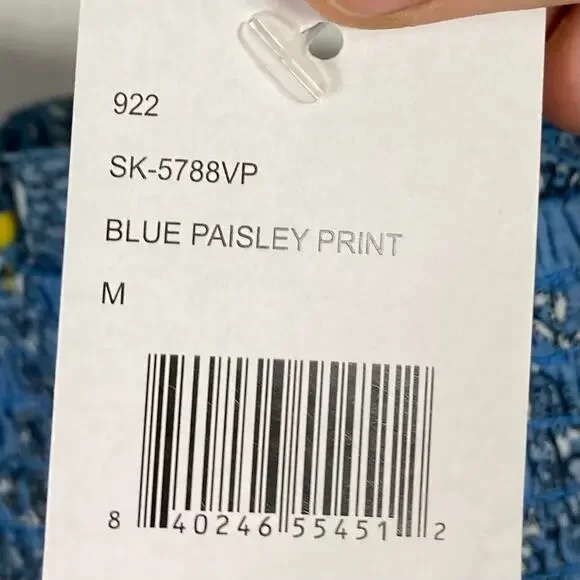 922
SK-5788VP
BLUE PAISLEY PRINT
M
8 40246 55451 2